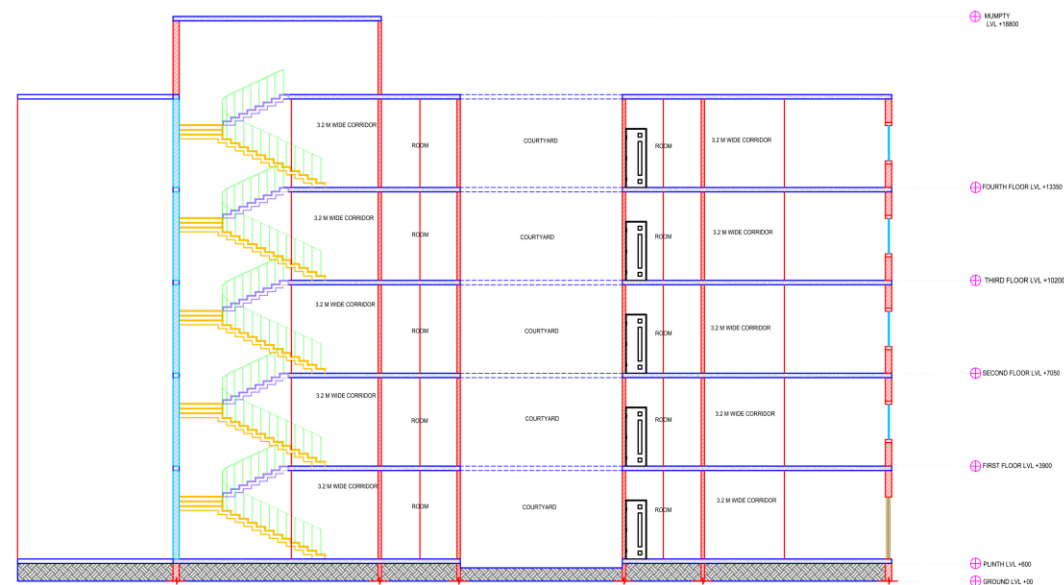 MUMPTY
LVL +18800
3.2 M WIDE CORRIDOR
ROOM
COURTYARD
ROOM
3.2 M WIDE CORRIDOR
FOURTH FLOOR LVL +13350
3.2 M WIDE CORRIDOR
ROOM
COURTYARD
ROOM
3.2 M WIDE CORRIDOR
THIRD FLOOR LVL +10200
3.2 M WIDE CORRIDOR
ROOM
COURTYARD
ROOM
3.2 M WIDE CORRIDOR
SECOND FLOOR LVL +7050
3.2 M WIDE CORRIDOR
ROOM
COURTYARD
ROOM
3.2 M WIDE CORRIDOR
FIRST FLOOR LVL +3900
3.2 M WIDE CORRIDOR
ROOM
COURTYARD
ROOM
3.2 M WIDE CORRIDOR
PLINTH LVL +600
GROUND LVL +00